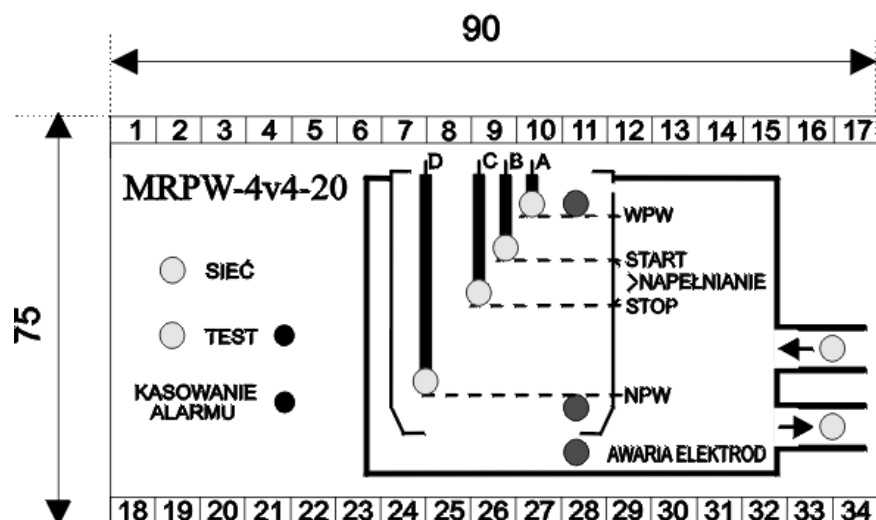 90
75
1 2 3 4 5 6 7 8 9 10 11 12 13 14 15 16 17
D C B A
MRPW-4v4-20
WPW
SIEĆ
START
>NAPEŁNIANIE
STOP
TEST
KASOWANIE
ALARMU
NPW
AWARIA ELEKTROD
18 19 20 21 22 23 24 25 26 27 28 29 30 31 32 33 34